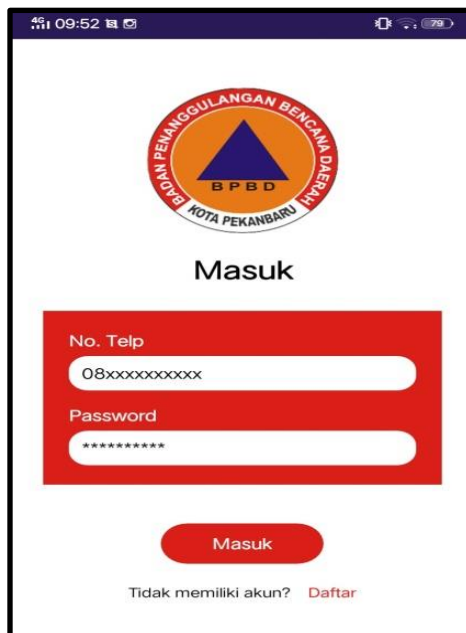 4G 09:52 79
BADAN PENANGGULANGAN BENCANA DAERAH
BPBD
KOTA PEKANBARU
Masuk
No. Telp
08xxxxxxxxxx
Password
**********
Masuk
Tidak memiliki akun? Daftar